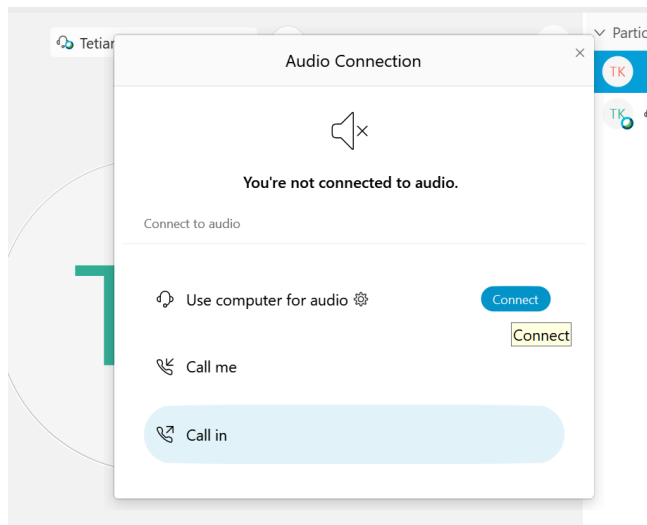 Tetiar
Partic
Audio Connection
TK
TK
You're not connected to audio.
Connect to audio
Use computer for audio
Connect
Connect
Call me
Call in